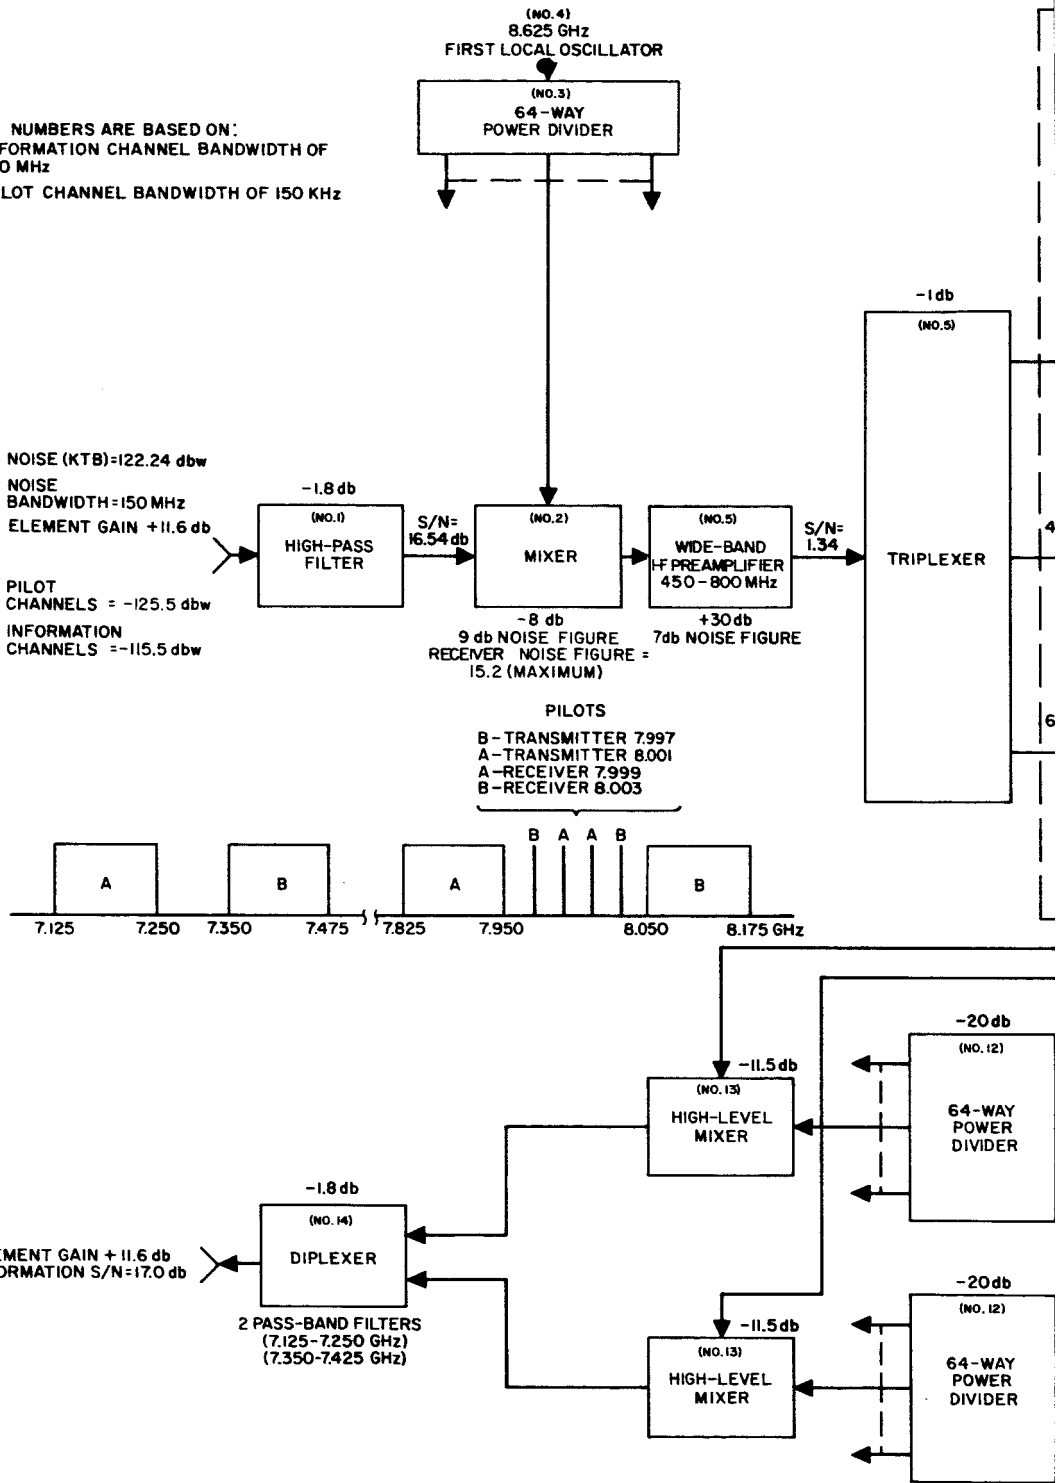 (NO.4)
8.625 GHz
FIRST LOCAL OSCILLATOR
(NO.3)
64-WAY
POWER DIVIDER
NUMBERS ARE BASED ON:
FORMATION CHANNEL BANDWIDTH OF
0 MHz
LOT CHANNEL BANDWIDTH OF 150 KHz
-1 db
(NO.5)
TRIPLEXER
NOISE (KTB)=122.24 dbw
NOISE
BANDWIDTH=150 MHz
ELEMENT GAIN +11.6 db
PILOT
CHANNELS = -125.5 dbw
INFORMATION
CHANNELS =-115.5 dbw
-1.8 db
(NO.1)
HIGH-PASS
FILTER
S/N=
16.54 db
(NO.2)
MIXER
-8 db
9 db NOISE FIGURE
RECEIVER NOISE FIGURE =
15.2 (MAXIMUM)
(NO.5)
WIDE-BAND
I-F PREAMPLIFIER
450-800 MHz
+30 db
7db NOISE FIGURE
S/N=
1.34
4
6
PILOTS
B-TRANSMITTER 7.997
A-TRANSMITTER 8.001
A-RECEIVER 7.999
B-RECEIVER 8.003
B A A B
A B A B
7.125 7.250 7.350 7.475 7.825 7.950 8.050 8.175 GHz
-20 db
(NO.12)
64-WAY
POWER
DIVIDER
-11.5 db
(NO.13)
HIGH-LEVEL
MIXER
-1.8 db
(NO.14)
DIPLEXER
2 PASS-BAND FILTERS
(7.125-7.250 GHz)
(7.350-7.425 GHz)
EMENT GAIN + 11.6 db
ORMATION S/N=17.0 db
-20 db
(NO.12)
64-WAY
POWER
DIVIDER
-11.5 db
(NO.13)
HIGH-LEVEL
MIXER